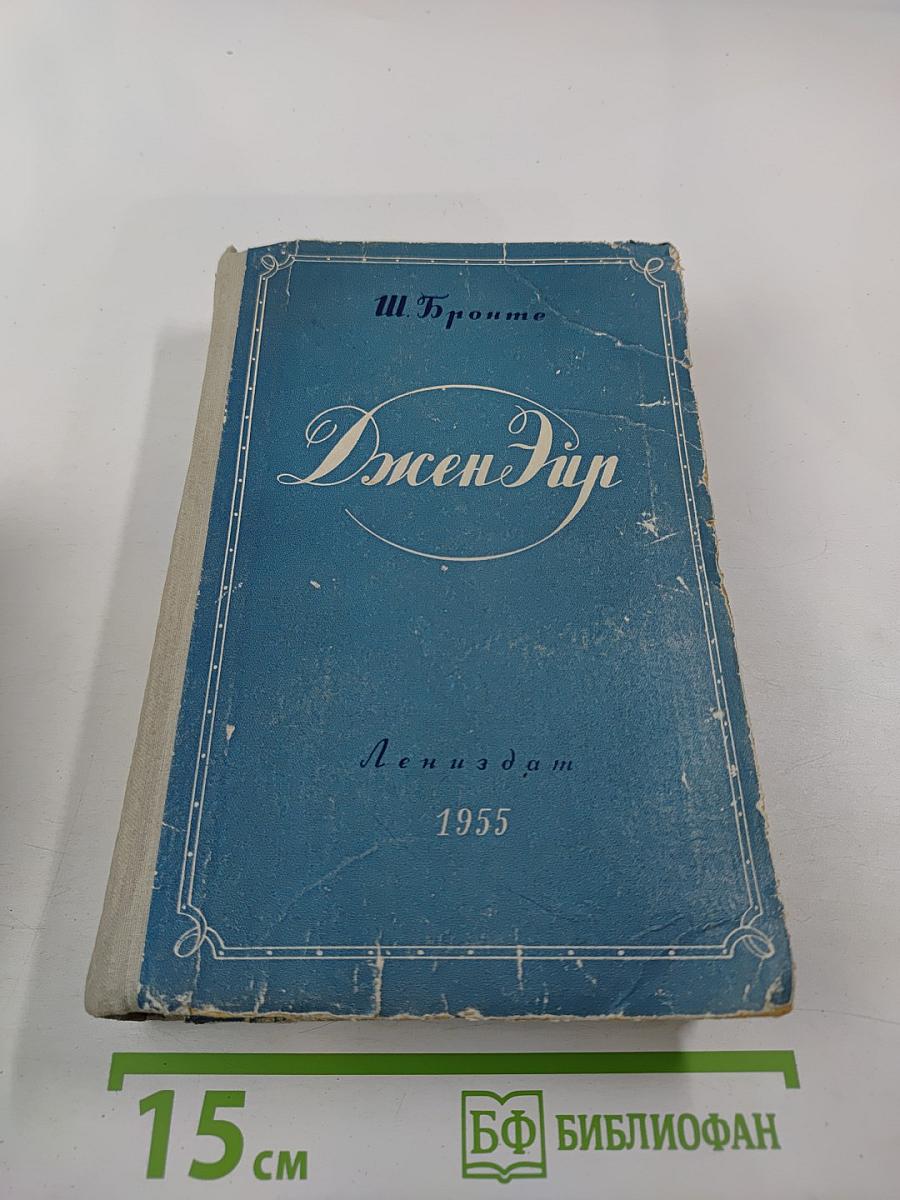 Ш. Бронте
Джен Эйр
Лениздат
1955
15 см
БФ БИБЛИОФАН